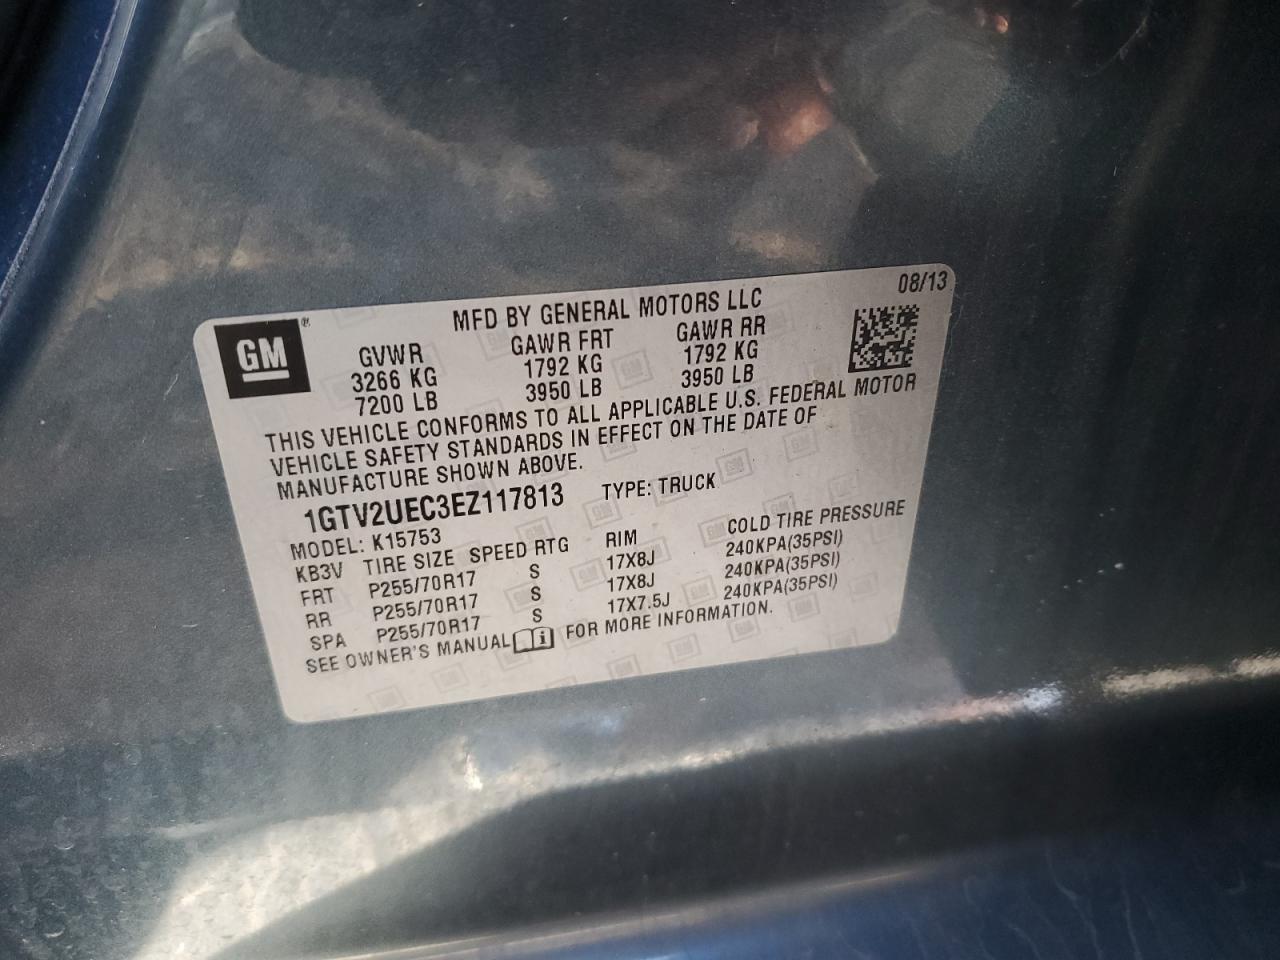 08/13
GM ®
MFD BY GENERAL MOTORS LLC
GVWR GAWR FRT GAWR RR
3266 KG 1792 KG 1792 KG
7200 LB 3950 LB 3950 LB
THIS VEHICLE CONFORMS TO ALL APPLICABLE U.S. FEDERAL MOTOR
VEHICLE SAFETY STANDARDS IN EFFECT ON THE DATE OF
MANUFACTURE SHOWN ABOVE.
1GTV2UEC3EZ117813 TYPE: TRUCK
MODEL: K15753
KB3V TIRE SIZE SPEED RTG RIM COLD TIRE PRESSURE
FRT P255/70R17 S 17X8J 240KPA(35PSI)
RR P255/70R17 S 17X8J 240KPA(35PSI)
SPA P255/70R17 S 17X7.5J 240KPA(35PSI)
SEE OWNER'S MANUAL FOR MORE INFORMATION.